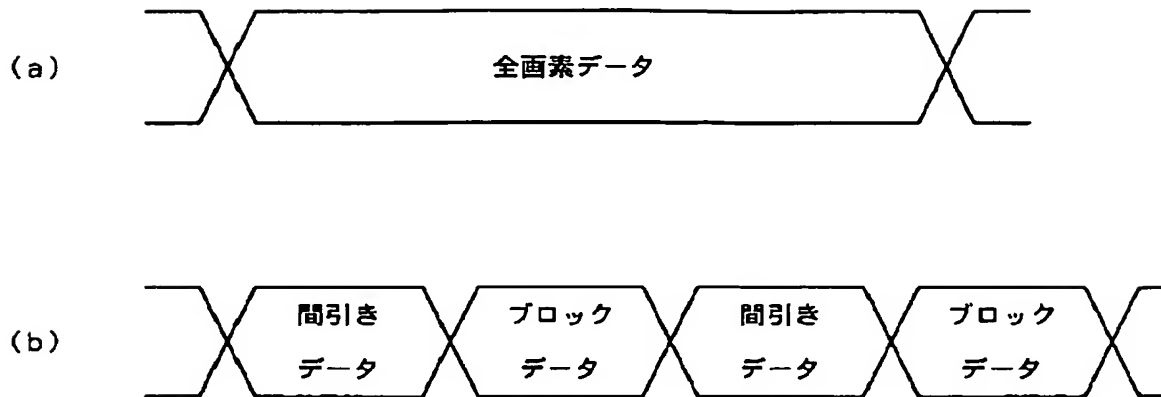 (a)
全画素データ
間引き ブロック 間引き ブロック
(b)
データ データ データ データ